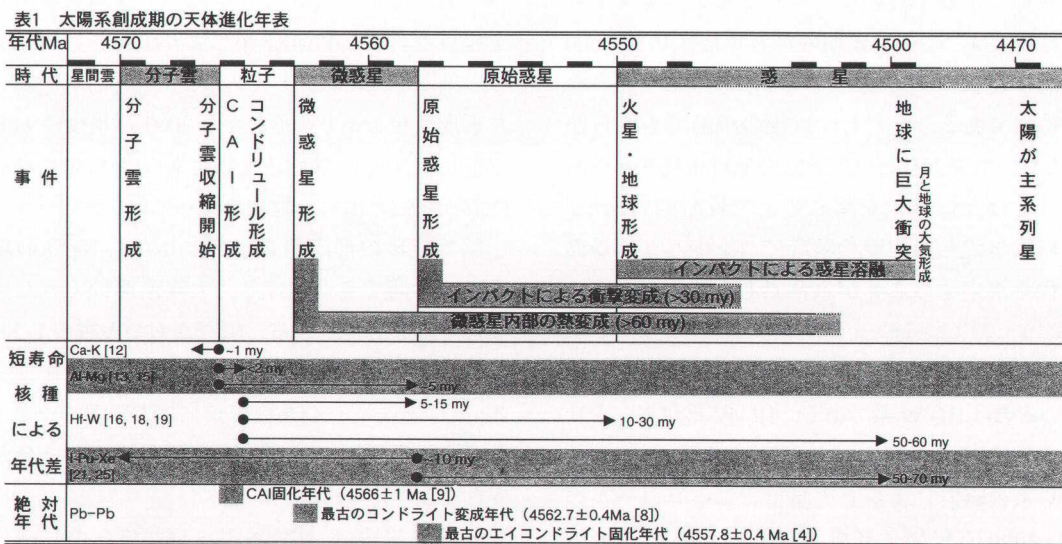 表1 太陽系創成期の天体進化年表
年代Ma 4570 4560 4550 4500 4470
時代 星間雲 分子雲 粒子 微惑星 原始惑星 惑星
事件
分子雲形成
分子雲収縮開始
CAI形成
コンドリュール形成
微惑星形成
原始惑星形成
火星・地球形成
地球に巨大衝突
月と地球の大気形成
太陽が主系列星
インパクトによる惑星溶融
インパクトによる衝撃変成 (>30 my)
微惑星内部の熱変成 (>60 my)
短寿命核種による年代差
Ca-K [12] ~1 my
Al-Mg [13, 15] <2 my
~5 my
5-15 my
Hf-W [16, 18, 19] 10-30 my
50-60 my
I-Pu-Xe ~10 my
[21, 25] 50-70 my
絶対年代
Pb-Pb
CAI固化年代（4566±1 Ma [9]）
最古のコンドライト変成年代（4562.7±0.4Ma [8]）
最古のエイコンドライト固化年代（4557.8±0.4 Ma [4]）